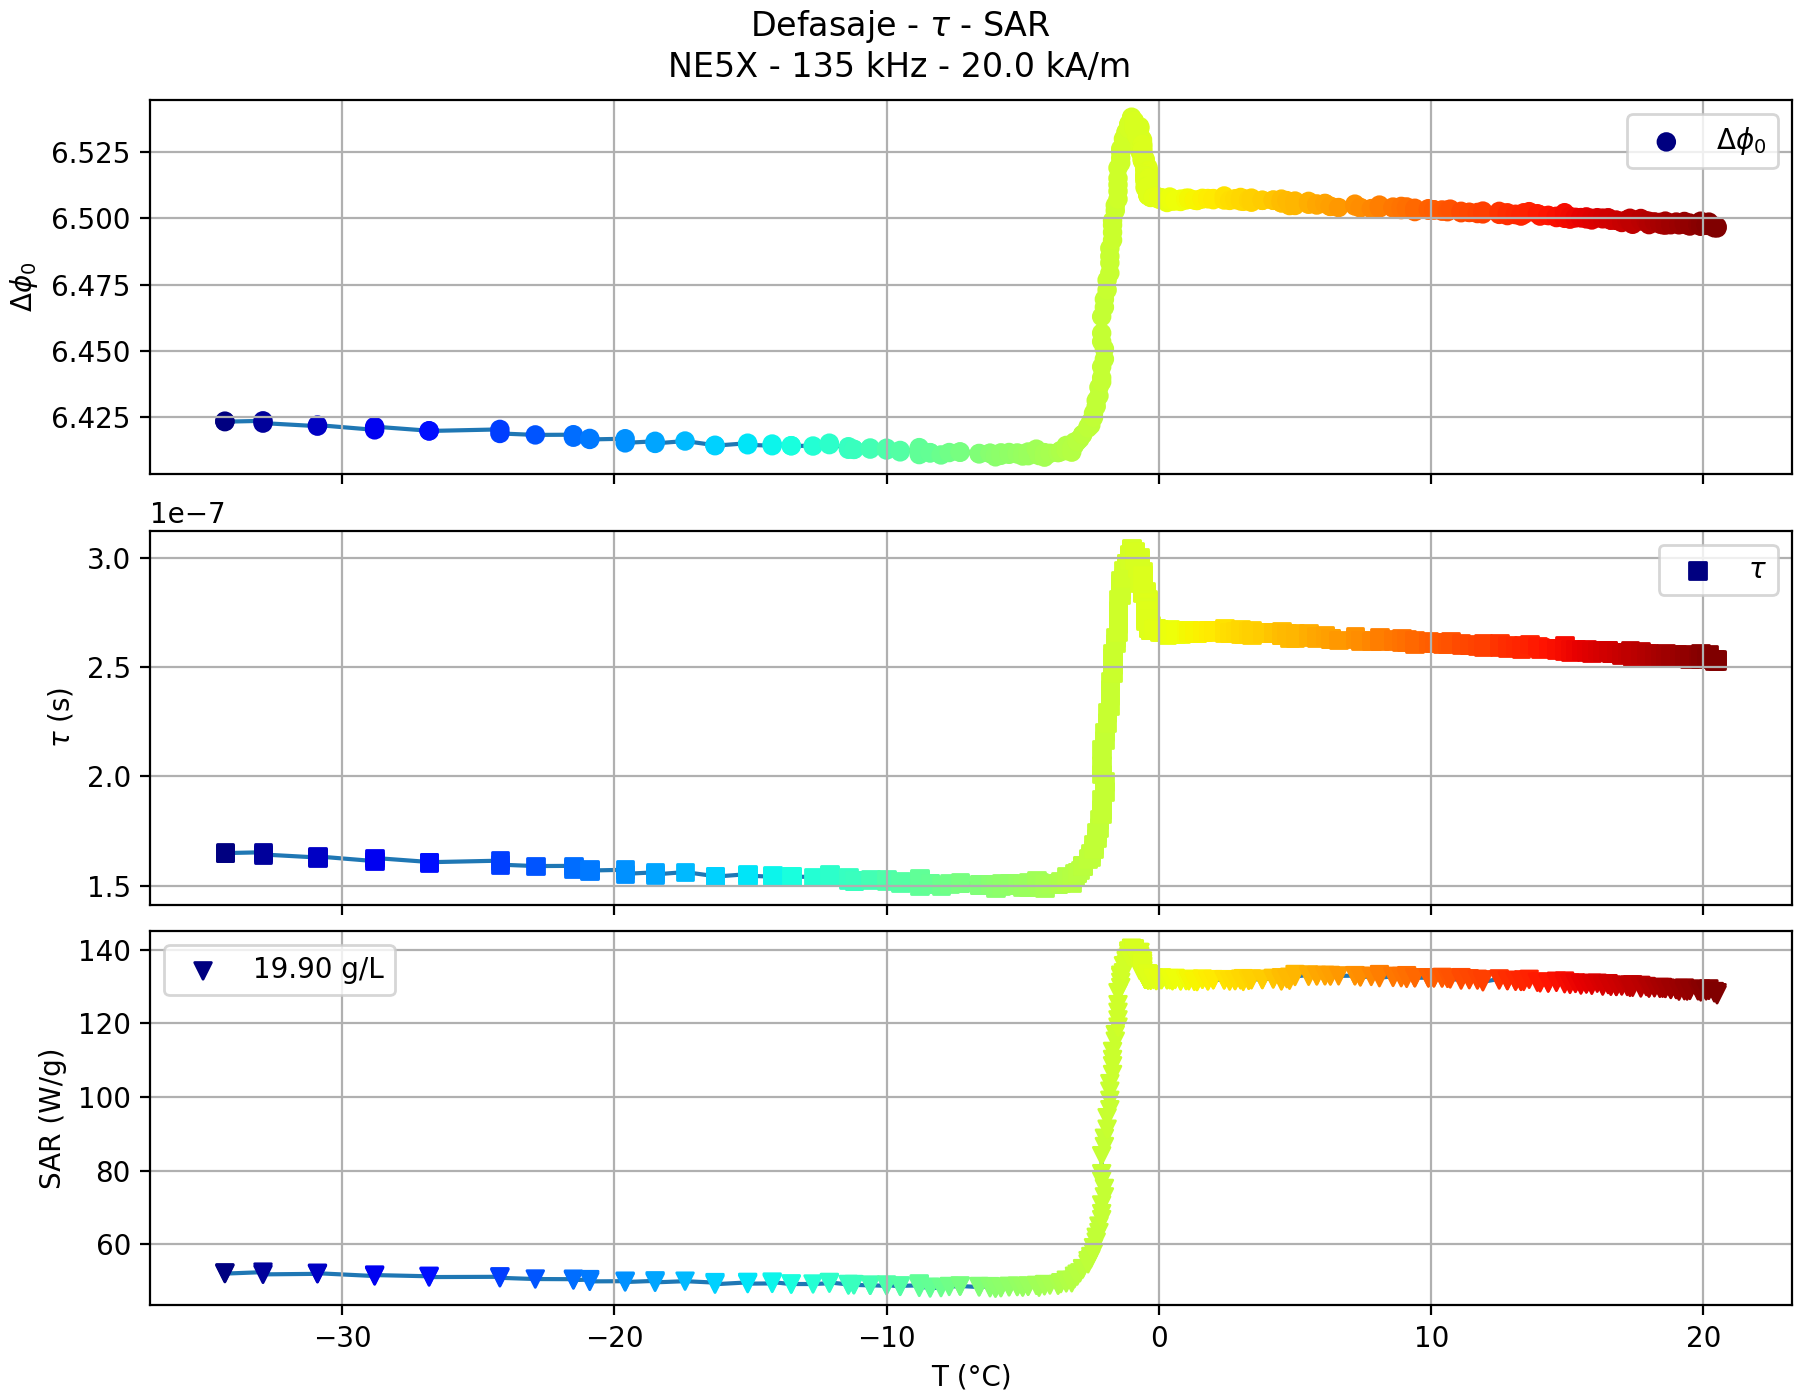 Defasaje - τ - SAR
NE5X - 135 kHz - 20.0 kA/m
Δϕ₀
6.525
6.500
6.475
6.450
6.425
Δϕ₀
1e−7
τ
3.0
2.5
2.0
1.5
τ (s)
19.90 g/L
140
120
100
80
60
SAR (W/g)
−30 −20 −10 0 10 20
T (°C)